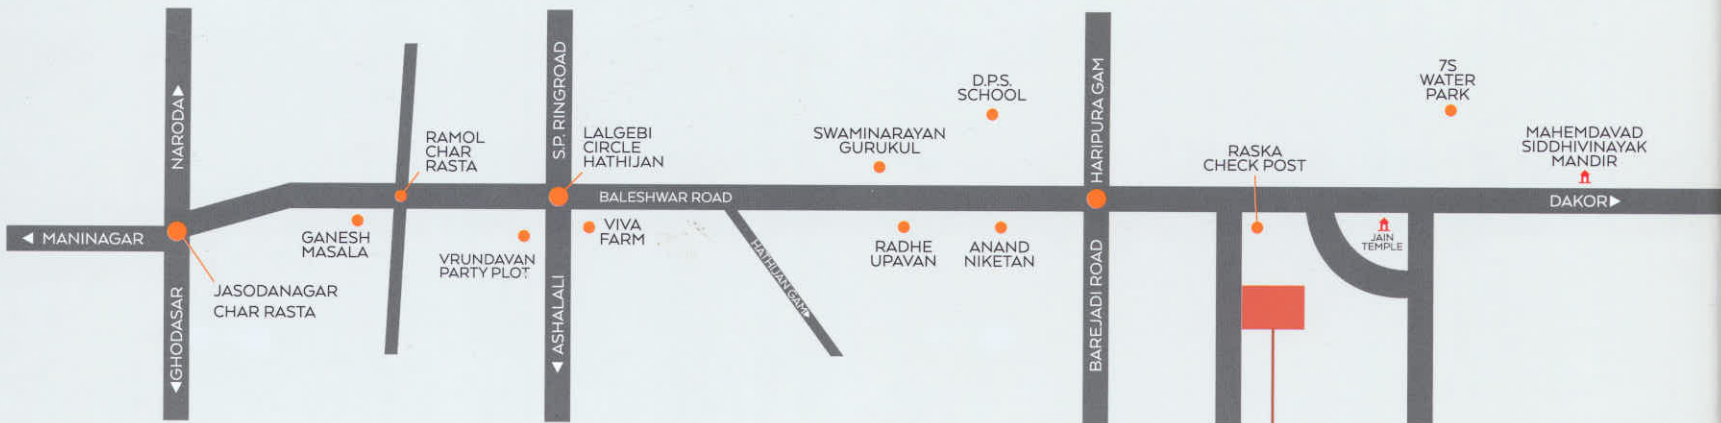 NARODA
MANINAGAR
GHODASAR
JASODANAGAR
CHAR RASTA
GANESH
MASALA
RAMOL
CHAR
RASTA
VRUNDAVAN
PARTY PLOT
S.P. RINGROAD
LALGEBI
CIRCLE
HATHIJAN
ASHALALI
VIVA
FARM
BALESHWAR ROAD
HATHIJAN GAM
SWAMINARAYAN
GURUKUL
D.P.S.
SCHOOL
RADHE
UPAVAN
ANAND
NIKETAN
HARIPURA GAM
BAREJADI ROAD
RASKA
CHECK POST
JAIN
TEMPLE
7S
WATER
PARK
MAHEMDAVAD
SIDDHIVINAYAK
MANDIR
DAKOR